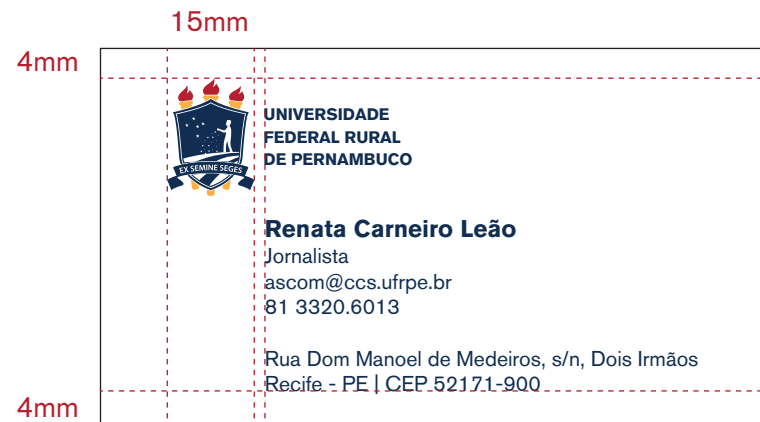 15mm
4mm
UNIVERSIDADE
FEDERAL RURAL
DE PERNAMBUCO
EX SEMINE SEGES
Renata Carneiro Leão
Jornalista
ascom@ccs.ufrpe.br
81 3320.6013
Rua Dom Manoel de Medeiros, s/n, Dois Irmãos
Recife - PE | CEP 52171-900
4mm